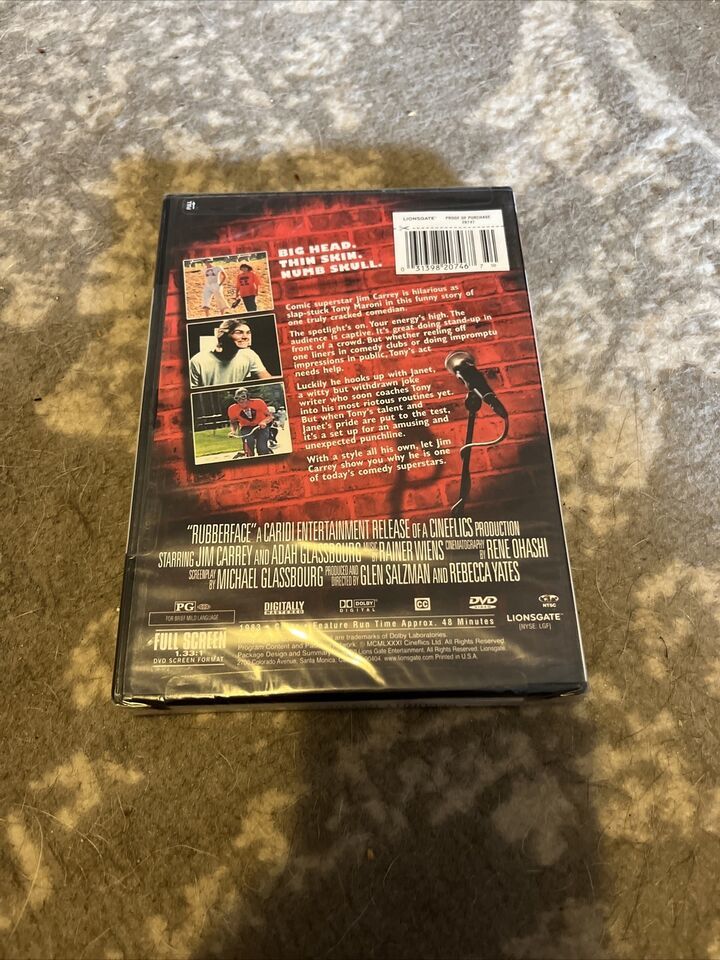 LIONSGATE PROOF OF PURCHASE
20747
0 31398 20746 7
BIG HEAD.
THIN SKIN.
NUMB SKULL.
Comic superstar Jim Carrey is hilarious as
slap-stuck Tony Maroni in this funny story of
one truly cracked comedian.
The spotlight's on. Your energy's high. The
audience is captive. It's great doing stand-up in
front of a crowd. But whether reeling off
one liners in comedy clubs or doing impromptu
impressions in public, Tony's act
needs help.
Luckily he hooks up with Janet,
a witty but withdrawn joke
writer who soon coaches Tony
into his most riotous routines yet.
But when Tony's talent and
Janet's pride are put to the test,
it's a set up for an amusing and
unexpected punchline.
With a style all his own, let Jim
Carrey show you why he is one
of today's comedy superstars.
"RUBBERFACE" A CARIDI ENTERTAINMENT RELEASE OF A CINEFLICS PRODUCTION
STARRING JIM CARREY AND ADAH GLASSBOURG MUSIC BY RAINER WIENS CINEMATOGRAPHY BY RENE OHASHI
SCREENPLAY BY MICHAEL GLASSBOURG PRODUCED AND DIRECTED BY GLEN SALZMAN AND REBECCA YATES
PG
FOR BRIEF MILD LANGUAGE
DIGITALLY
DOLBY
DIGITAL
CC
DVD
VIDEO
LIONSGATE
(NYSE: LGF)
NTSC
FULL SCREEN
1.33:1
DVD SCREEN FORMAT
Feature Run Time Approx. 48 Minutes
are trademarks of Dolby Laboratories.
Program Content and © MCMLXXXI Cineflics Ltd. All Rights Reserved.
Package Design and Summary Lions Gate Entertainment. All Rights Reserved. Lionsgate,
2700 Colorado Avenue, Santa Monica, 90404. www.lionsgate.com Printed in U.S.A.